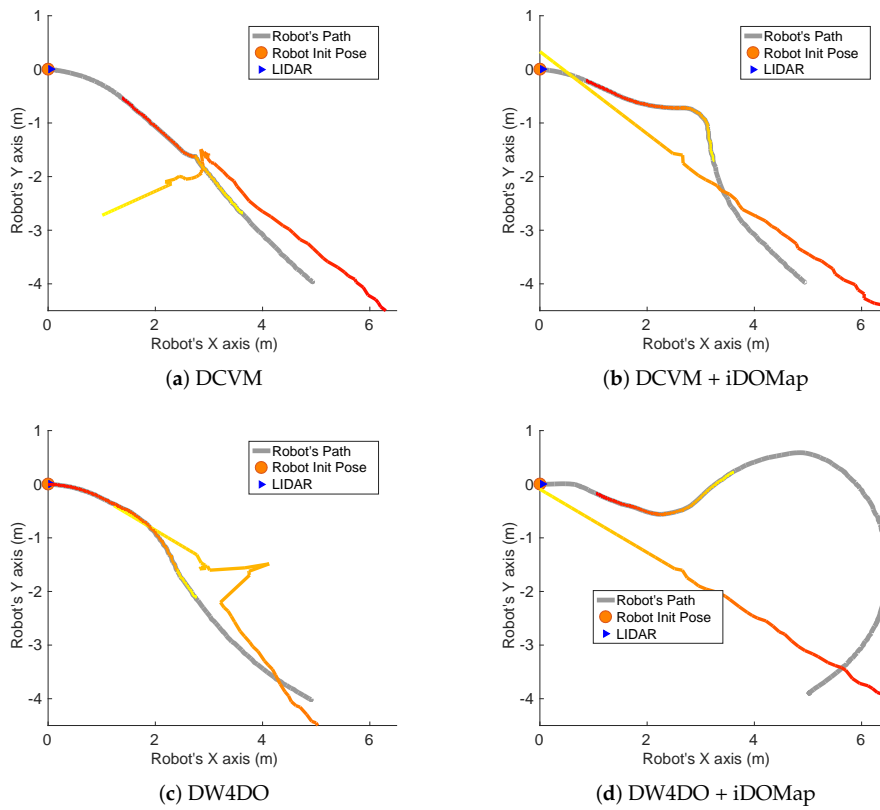 1
0
-1
-2
-3
-4
0
2
4
6
Robot's Y axis (m)
Robot's X axis (m)
Robot's Path
Robot Init Pose
LIDAR
(a) DCVM
1
0
-1
-2
-3
-4
0
2
4
6
Robot's Y axis (m)
Robot's X axis (m)
Robot's Path
Robot Init Pose
LIDAR
(b) DCVM + iDOMap
1
0
-1
-2
-3
-4
0
2
4
6
Robot's Y axis (m)
Robot's X axis (m)
Robot's Path
Robot Init Pose
LIDAR
(c) DW4DO
1
0
-1
-2
-3
-4
0
2
4
6
Robot's Y axis (m)
Robot's X axis (m)
Robot's Path
Robot Init Pose
LIDAR
(d) DW4DO + iDOMap